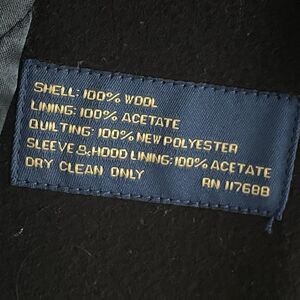 SHELL: 100% WOOL
LINING: 100% ACETATE
QUILTING: 100% NEW POLYESTER
SLEEVE & HOOD LINING: 100% ACETATE
DRY CLEAN ONLY RN 117688